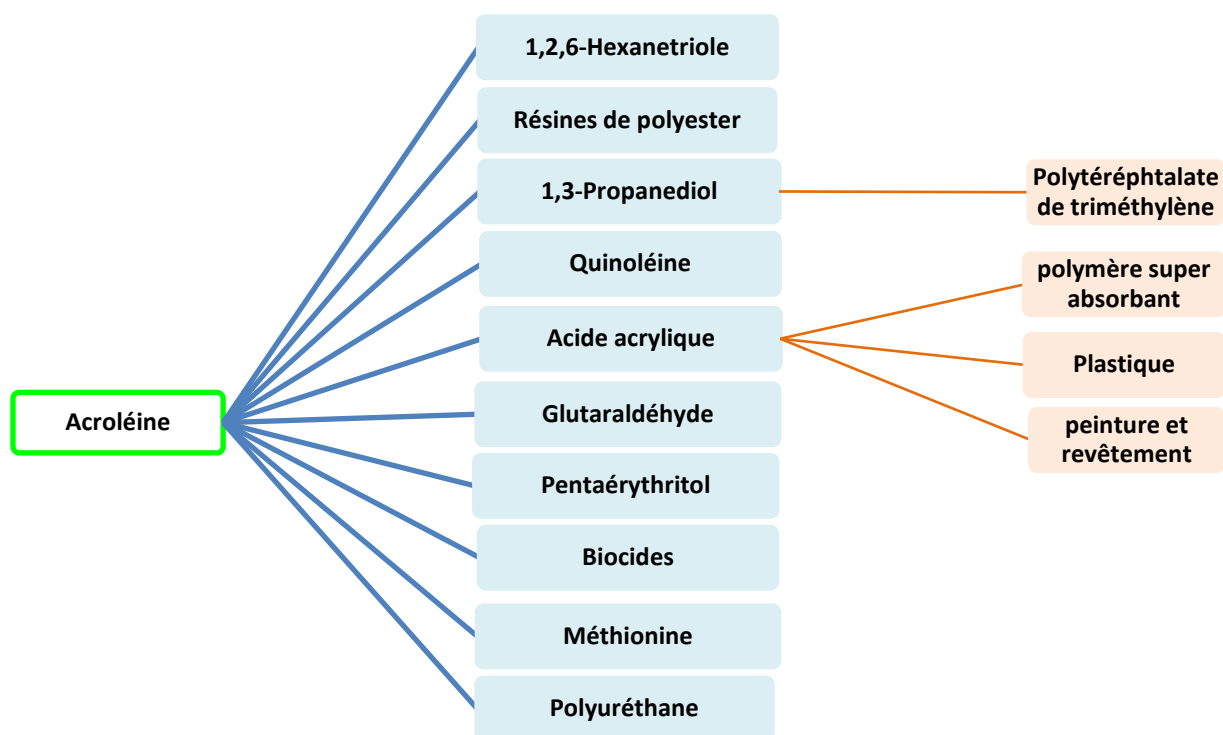 1,2,6-Hexanetriole
Résines de polyester
1,3-Propanediol
Polytéréphtalate
de triméthylène
Quinoléine
polymère super
absorbant
Acide acrylique
Plastique
Acroléine
Glutaraldéhyde
peinture et
revêtement
Pentaérythritol
Biocides
Méthionine
Polyuréthane